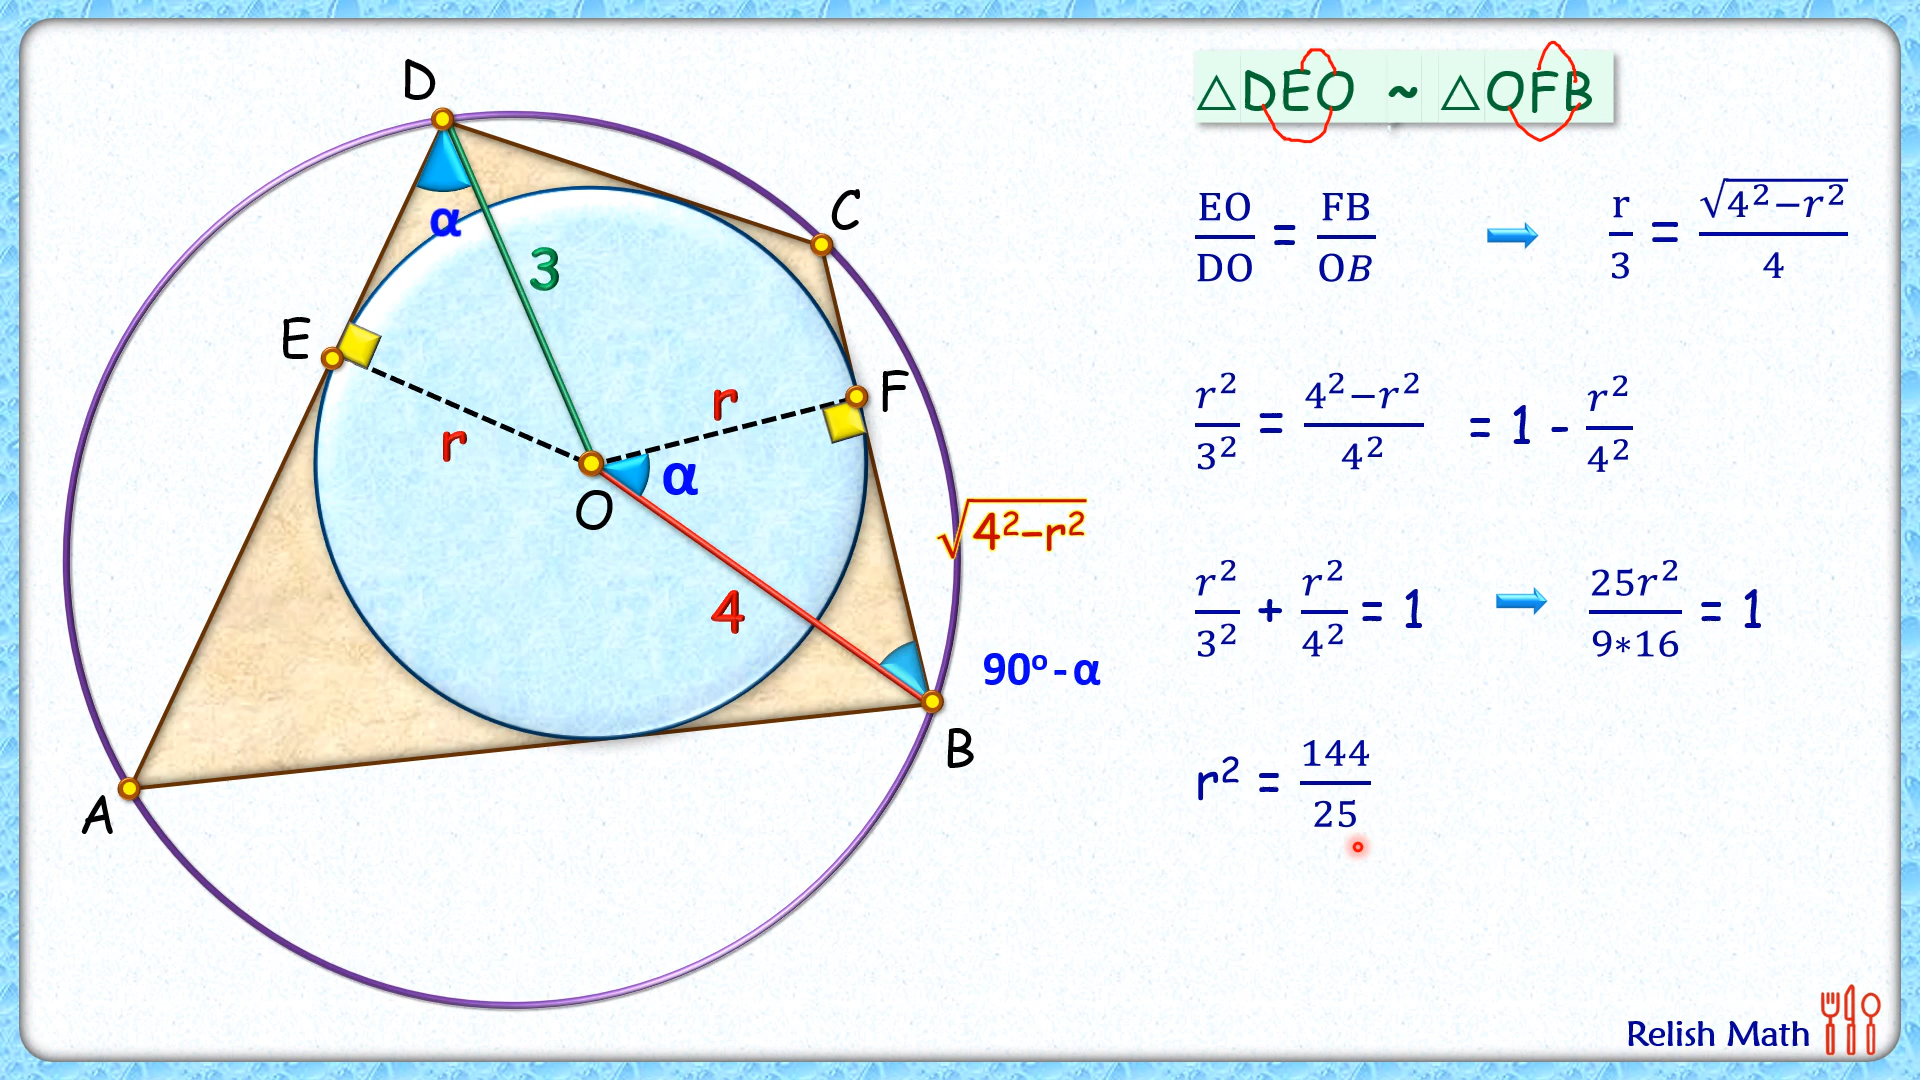 D
C
E
F
O
A
B
α
3
r
r
α
4
√4²−r²
90º - α
△DEO ~ △OFB
EO/DO = FB/OB ➡ r/3 = √4²−r²/4
r²/3² = 4²−r²/4² = 1 - r²/4²
r²/3² + r²/4² = 1 ➡ 25r²/9*16 = 1
r² = 144/25
Relish Math